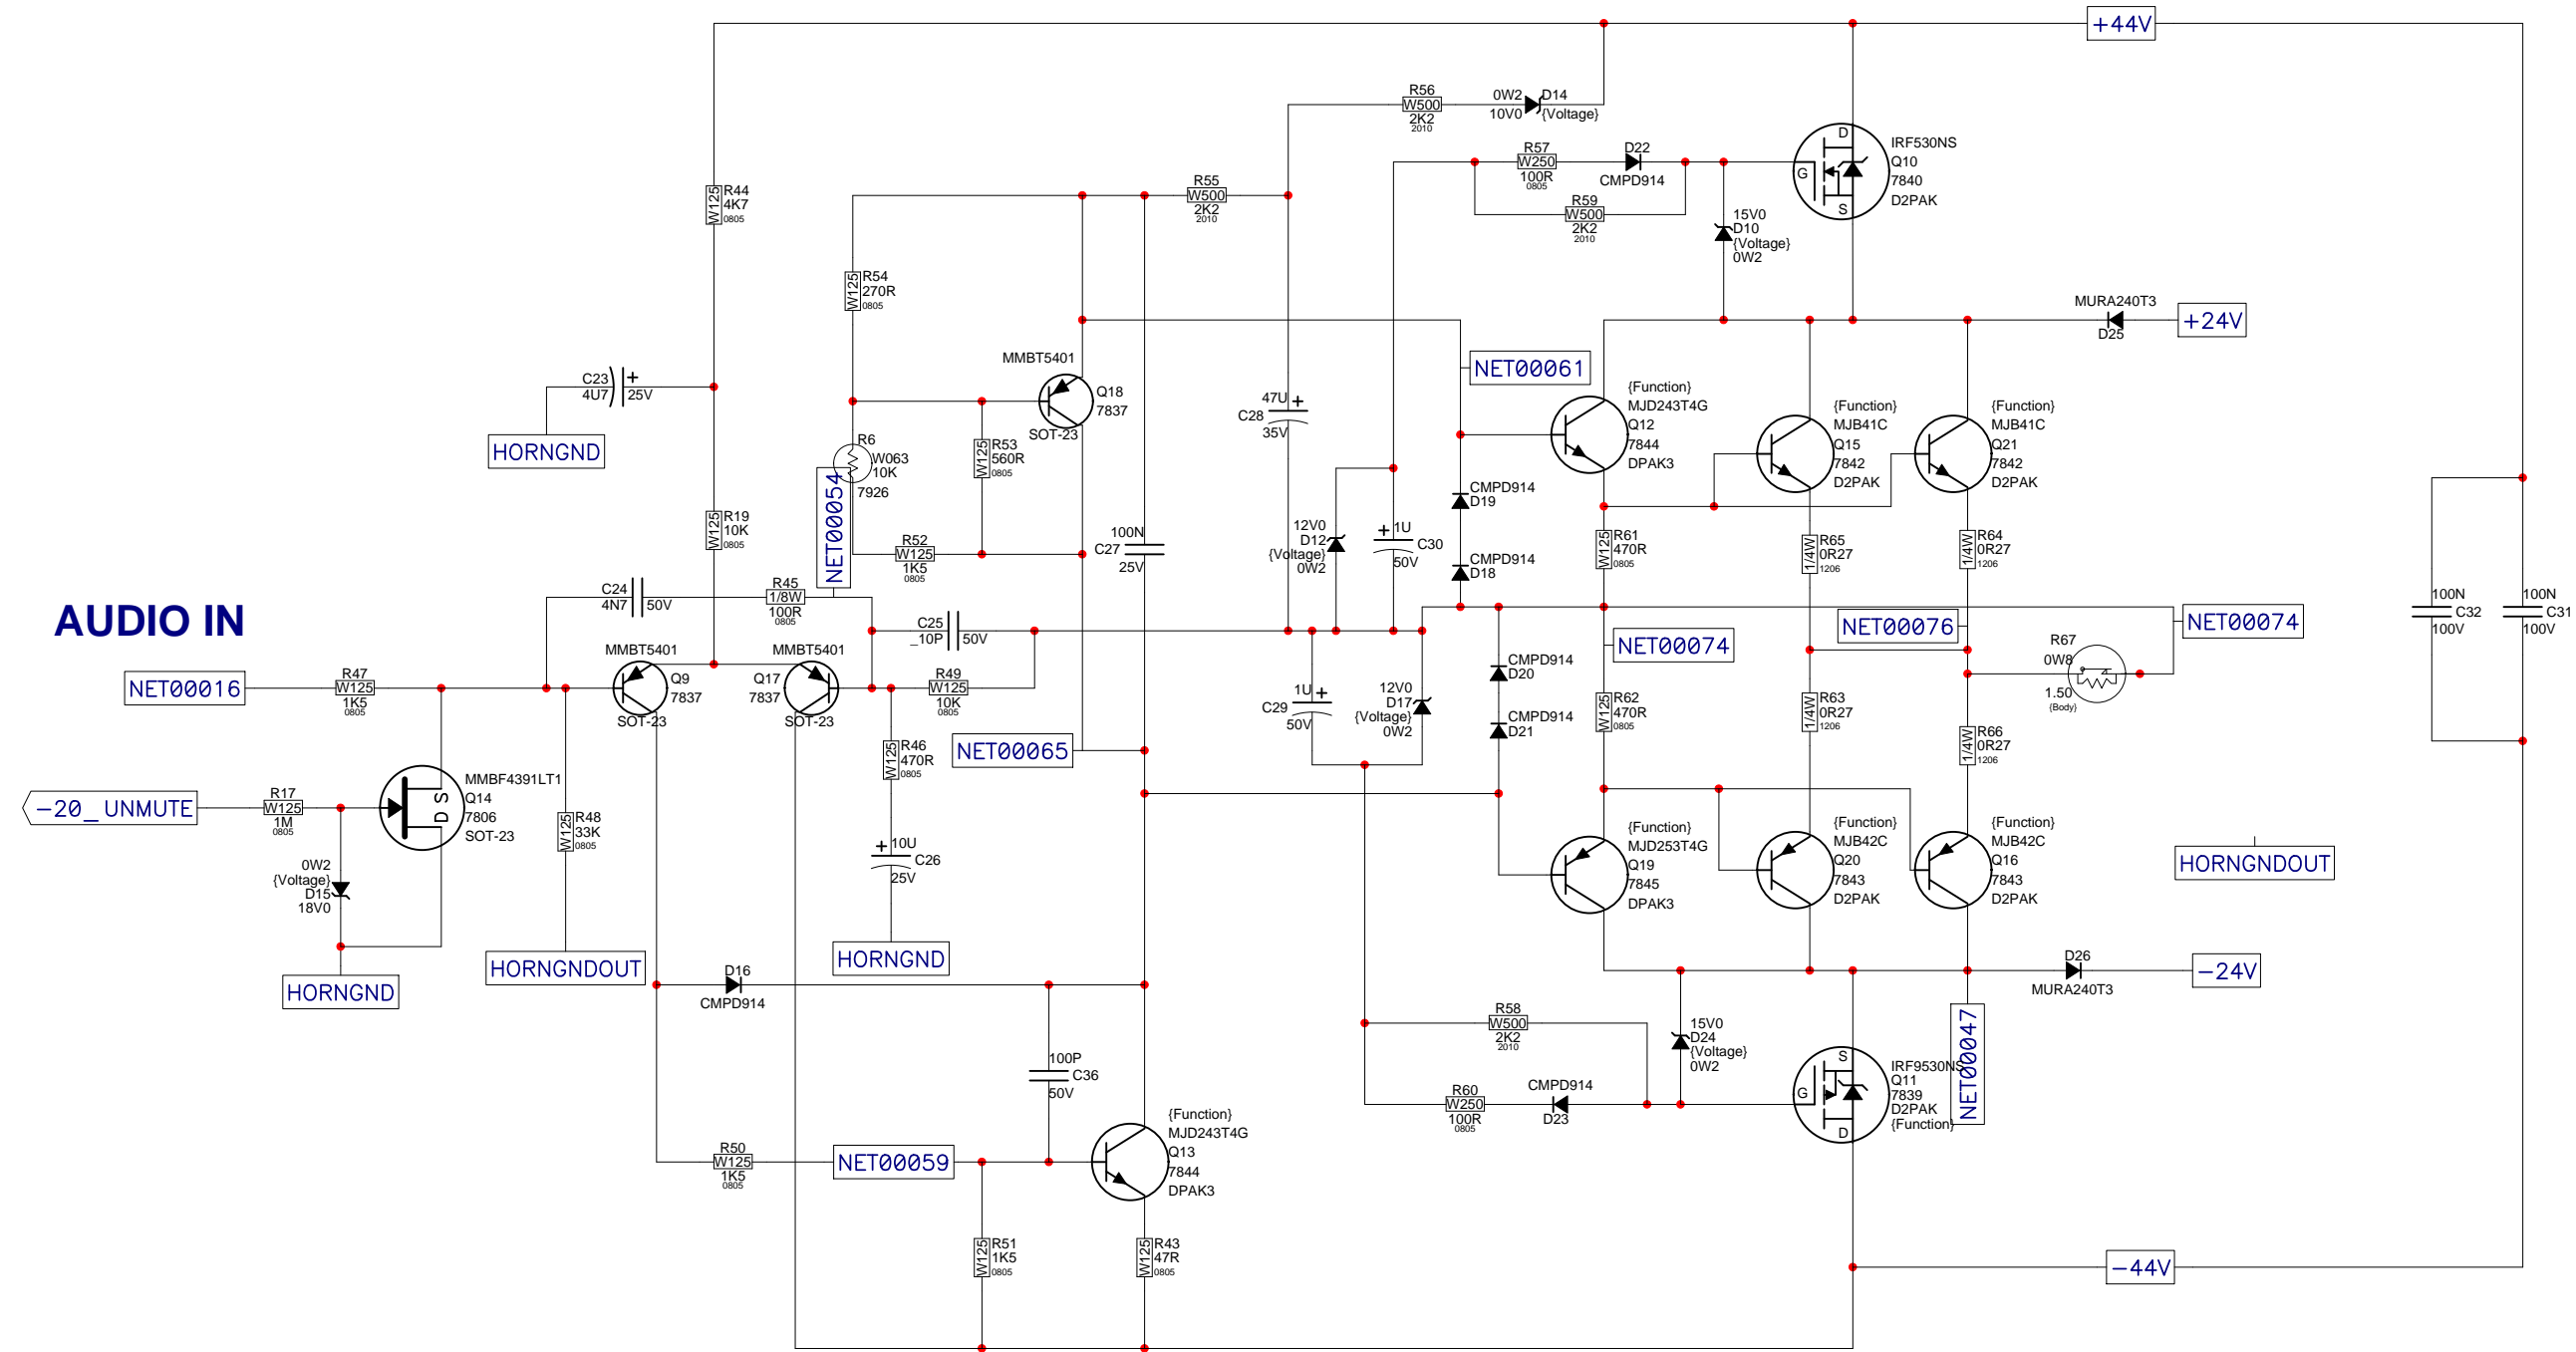 +44V
R56
W500
2K2
2010
0W2
10V0
D14
{Voltage}
R57
W250
100R
0805
D22
CMPD914
R59
W500
2K2
2010
15V0
D10
{Voltage}
0W2
D
G
S
IRF530NS
Q10
7840
D2PAK
R44
4K7
0805
W125
R55
W500
2K2
2010
R54
270R
0805
W125
MURA240T3
D25
+24V
MMBT5401
Q18
7837
SOT-23
NET00061
C23
4U7
+
25V
HORNGND
47U
+
C28
35V
{Function}
MJD243T4G
Q12
7844
DPAK3
{Function}
MJB41C
Q15
7842
D2PAK
{Function}
MJB41C
Q21
7842
D2PAK
R6
W063
10K
7926
R53
560R
0805
W125
NET00054
R19
10K
0805
W125
R52
W125
1K5
0805
100N
C27
25V
12V0
D12
{Voltage}
0W2
+
1U
C30
50V
CMPD914
D19
CMPD914
D18
R61
470R
0805
W125
R65
0R27
1206
1/4W
R64
0R27
1206
1/4W
100N
C32
100V
100N
C31
100V
AUDIO IN
C24
4N7
50V
R45
1/8W
100R
0805
C25
_10P
50V
NET00074
NET00076
NET00074
R67
0W8
1.50
{Body}
NET00016
R47
W125
1K5
0805
MMBT5401
Q9
7837
SOT-23
MMBT5401
Q17
7837
SOT-23
R49
W125
10K
0805
1U
+
C29
50V
12V0
D17
{Voltage}
0W2
CMPD914
D20
CMPD914
D21
R62
470R
0805
W125
R63
0R27
1206
1/4W
R66
0R27
1206
1/4W
NET00065
R46
470R
0805
W125
-20_UNMUTE
R17
W125
1M
0805
MMBF4391LT1
Q14
7806
SOT-23
S
D
R48
33K
0805
W125
+
10U
C26
25V
0W2
{Voltage}
D15
18V0
{Function}
MJD253T4G
Q19
7845
DPAK3
{Function}
MJB42C
Q20
7843
D2PAK
{Function}
MJB42C
Q16
7843
D2PAK
HORNGNDOUT
HORNGND
HORNGNDOUT
HORNGND
D16
CMPD914
D26
MURA240T3
-24V
R58
W500
2K2
2010
15V0
D24
{Voltage}
0W2
NET00047
S
G
D
IRF9530NS
Q11
7839
D2PAK
{Function}
100P
C36
50V
R60
W250
100R
0805
CMPD914
D23
R50
W125
1K5
0805
NET00059
{Function}
MJD243T4G
Q13
7844
DPAK3
R51
1K5
0805
W125
R43
47R
0805
W125
-44V